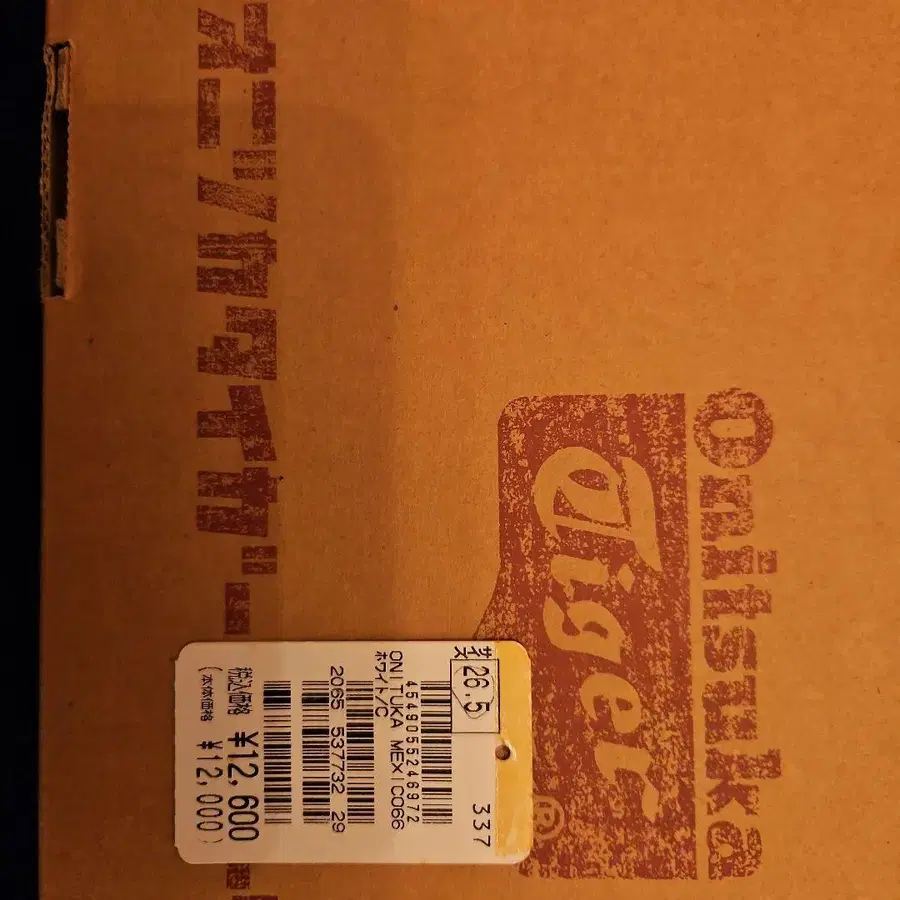 オニツカタイガー
Onitsuka
Tiger
®
337
サイズ 26.5
4549055246972
ONITUKA MEXICO66
ホワイト/C
2065 537732 29
税込価格 ¥12,600
(本体価格 ¥12,000)